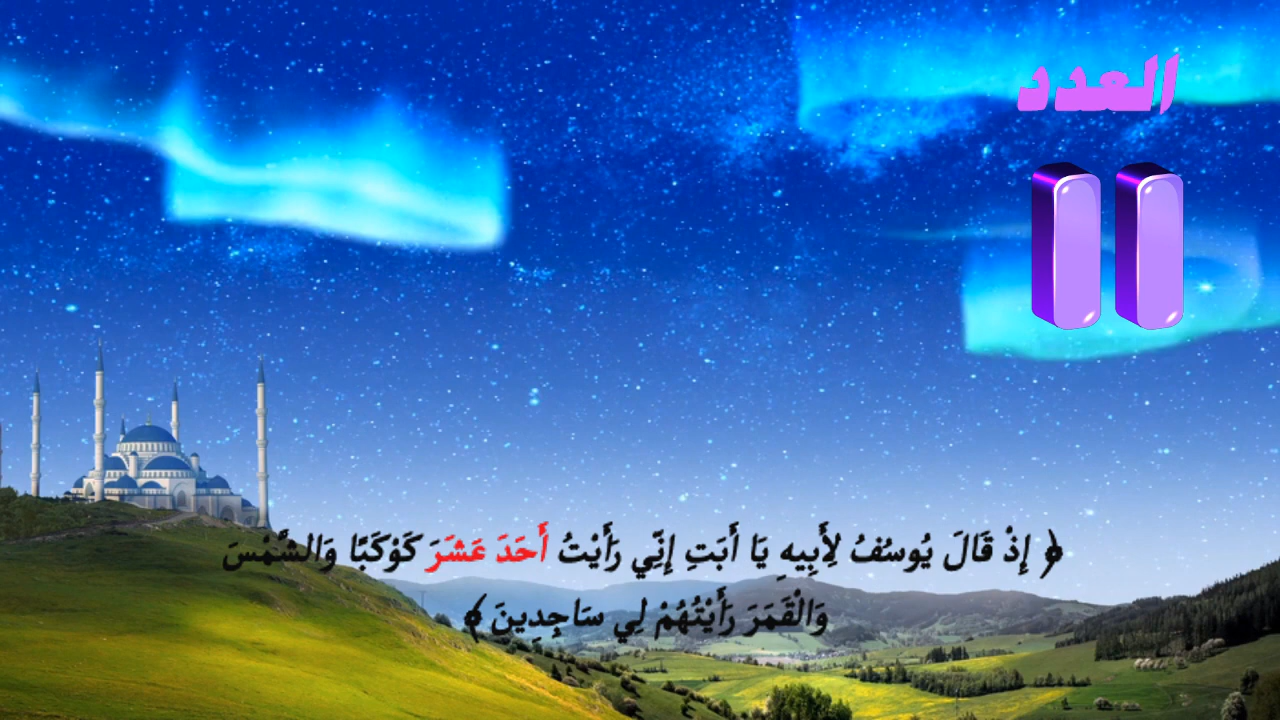 العدد
11
﴿ إِذْ قَالَ يُوسُفُ لِأَبِيهِ يَا أَبَتِ إِنِّي رَأَيْتُ أَحَدَ عَشَرَ كَوْكَبًا وَالشَّمْسَ
وَالْقَمَرَ رَأَيْتُهُمْ لِي سَاجِدِينَ ﴾